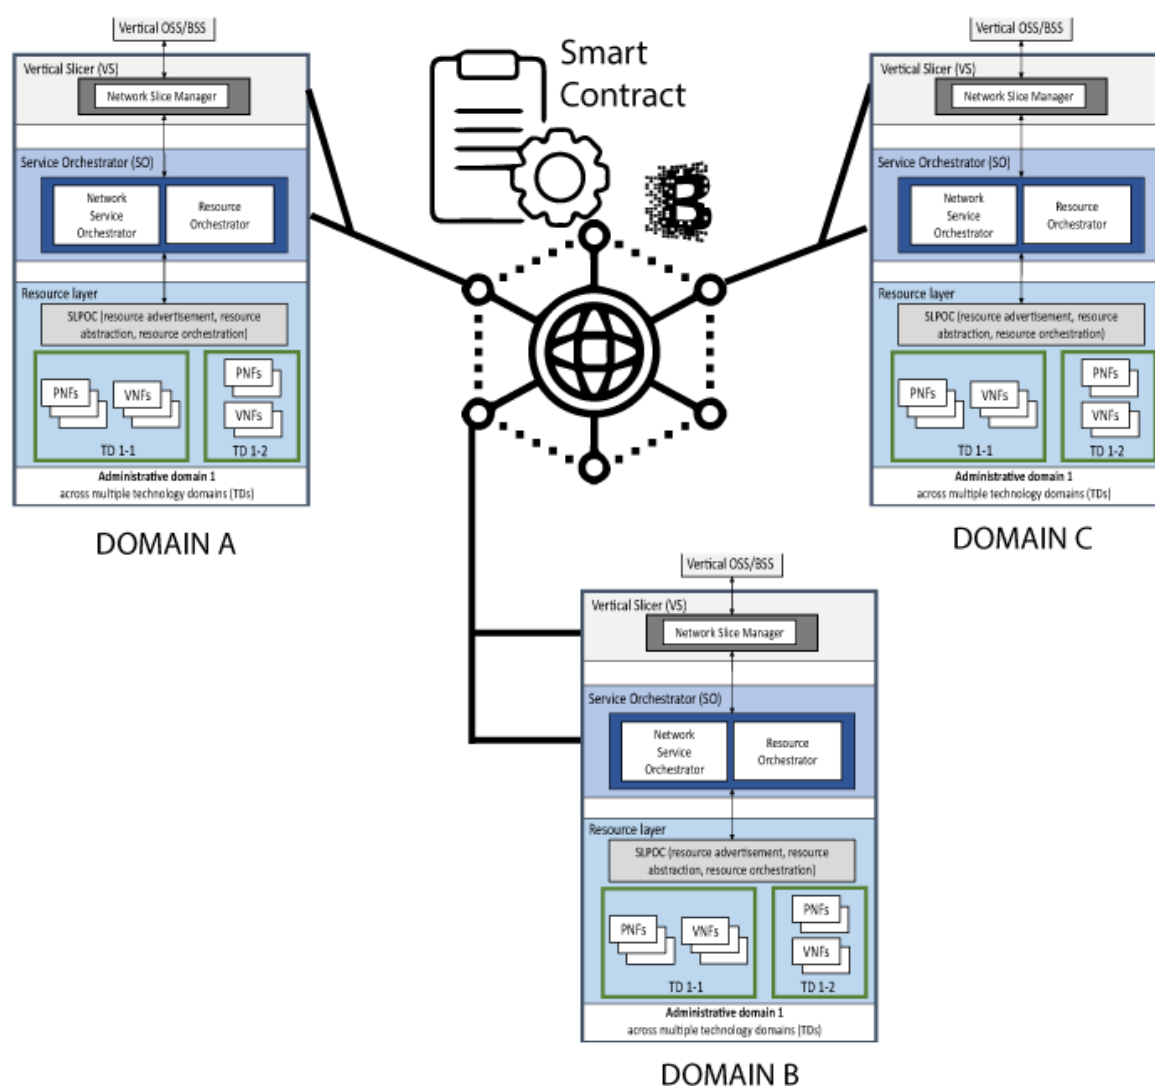 Vertical OSS/BSS
Vertical Slicer (VS)
Network Slice Manager
Service Orchestrator (SO)
Network
Service
Orchestrator
Resource
Orchestrator
Resource layer
SLPOC (resource advertisement, resource
abstraction, resource orchestration)
PNFs
VNFs
TD 1-1
PNFs
VNFs
TD 1-2
Administrative domain 1
across multiple technology domains (TDs)
DOMAIN A
Smart
Contract
Vertical OSS/BSS
Vertical Slicer (VS)
Network Slice Manager
Service Orchestrator (SO)
Network
Service
Orchestrator
Resource
Orchestrator
Resource layer
SLPOC (resource advertisement, resource
abstraction, resource orchestration)
PNFs
VNFs
TD 1-1
PNFs
VNFs
TD 1-2
Administrative domain 1
across multiple technology domains (TDs)
DOMAIN C
Vertical OSS/BSS
Vertical Slicer (VS)
Network Slice Manager
Service Orchestrator (SO)
Network
Service
Orchestrator
Resource
Orchestrator
Resource layer
SLPOC (resource advertisement, resource
abstraction, resource orchestration)
PNFs
VNFs
TD 1-1
PNFs
VNFs
TD 1-2
Administrative domain 1
across multiple technology domains (TDs)
DOMAIN B